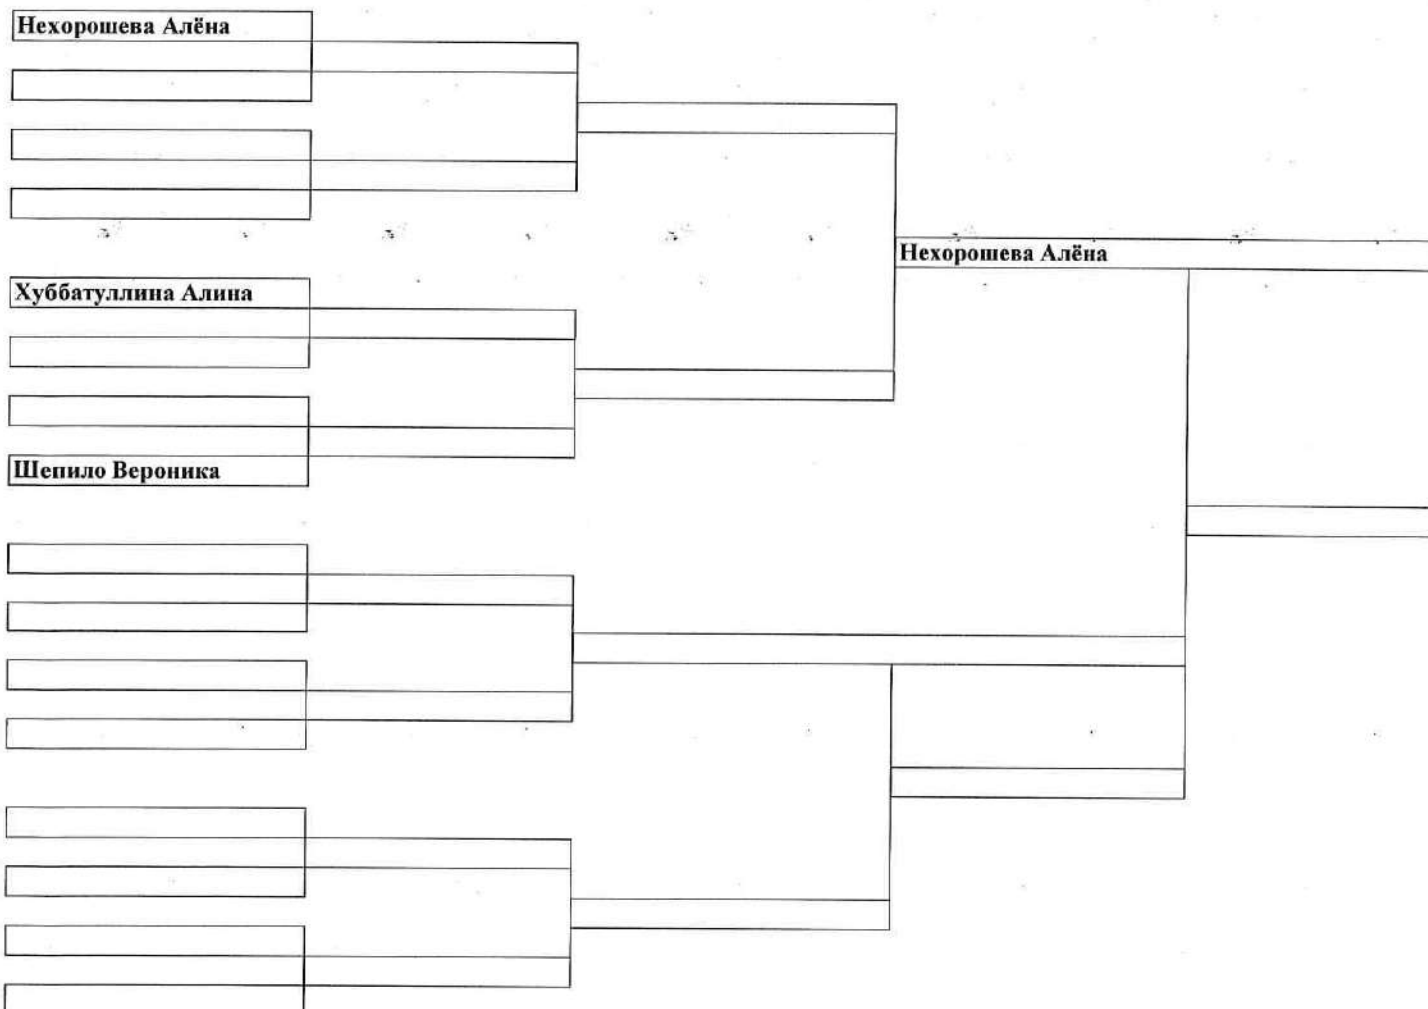 Нехорошева Алёна
Нехорошева Алёна
Хуббатуллина Алина
Шепило Вероника